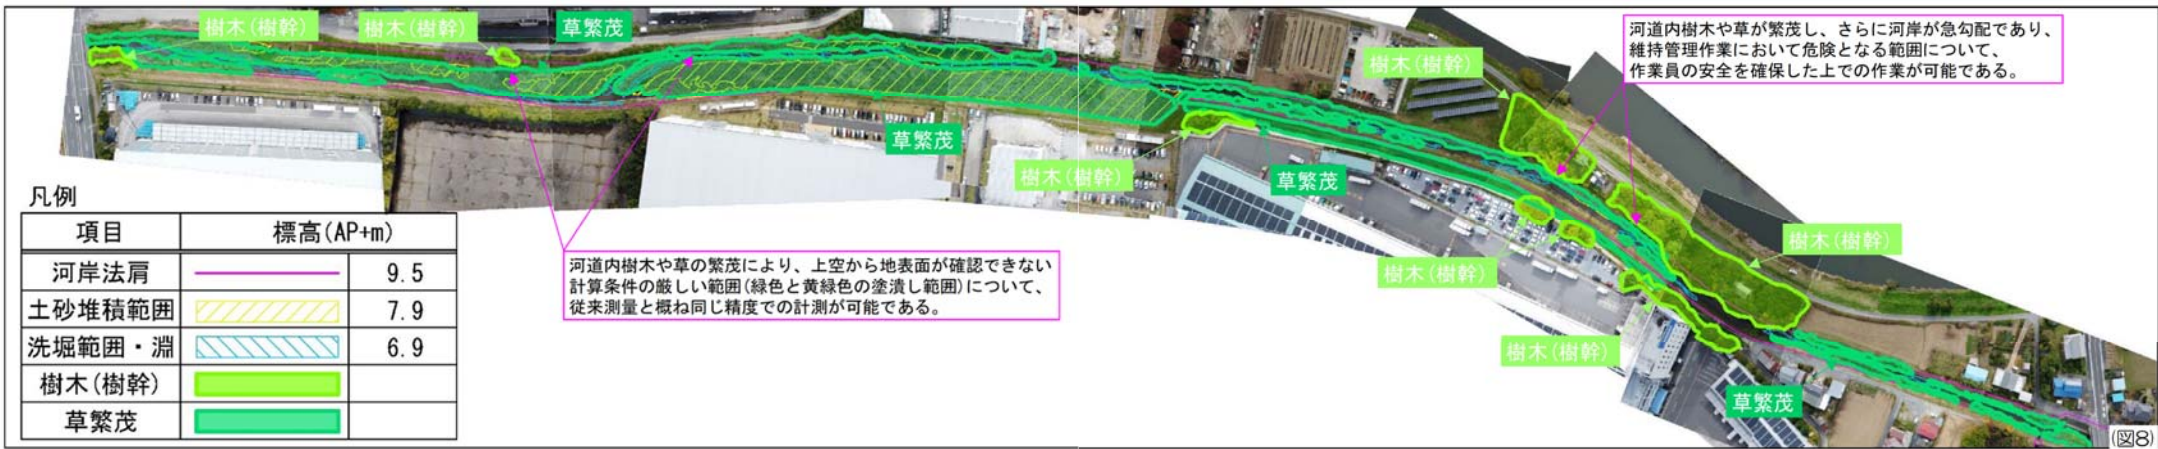 樹木(樹幹)
樹木(樹幹)
草繁茂
河道内樹木や草が繁茂し、さらに河岸が急勾配であり、
維持管理作業において危険となる範囲について、
作業員の安全を確保した上での作業が可能である。
樹木(樹幹)
草繁茂
樹木(樹幹)
草繁茂
樹木(樹幹)
樹木(樹幹)
樹木(樹幹)
草繁茂
河道内樹木や草の繁茂により、上空から地表面が確認できない
計算条件の厳しい範囲(緑色と黄緑色の塗潰し範囲)について、
従来測量と概ね同じ精度での計測が可能である。
凡例
項目 標高(AP+m)
河岸法肩 9.5
土砂堆積範囲 7.9
洗堀範囲・淵 6.9
樹木(樹幹)
草繁茂
(図8)